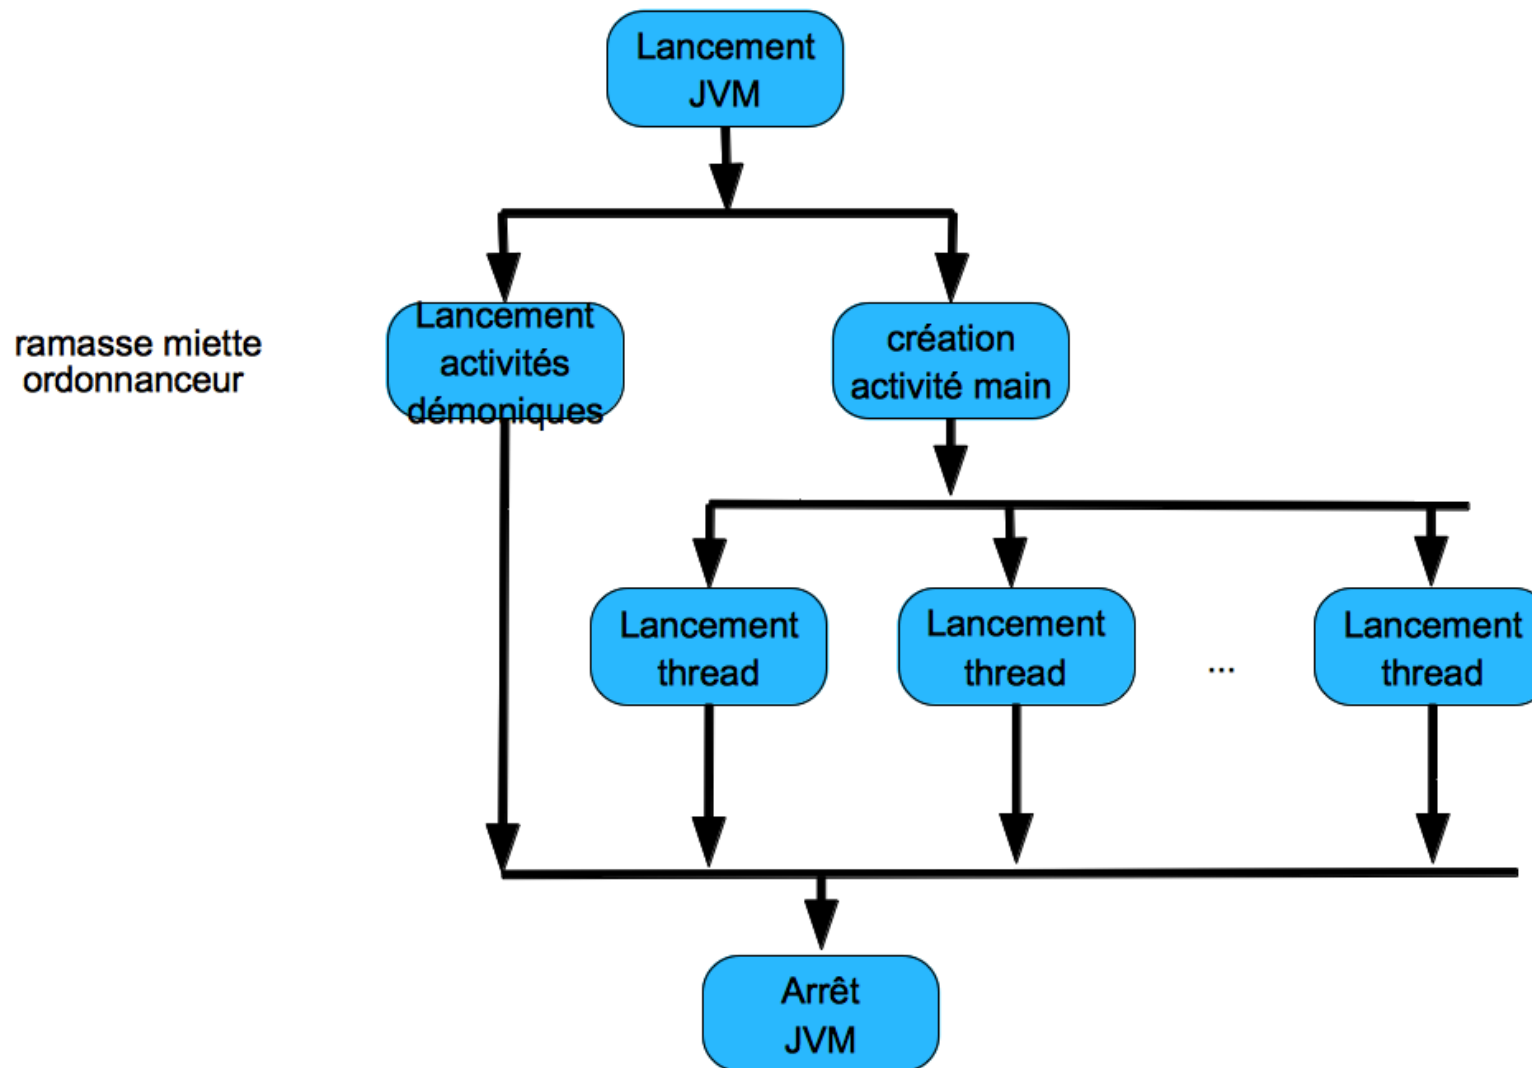 Lancement
JVM
ramasse miette
ordonnanceur
Lancement
activités
démoniques
création
activité main
Lancement
thread
Lancement
thread
...
Lancement
thread
Arrêt
JVM